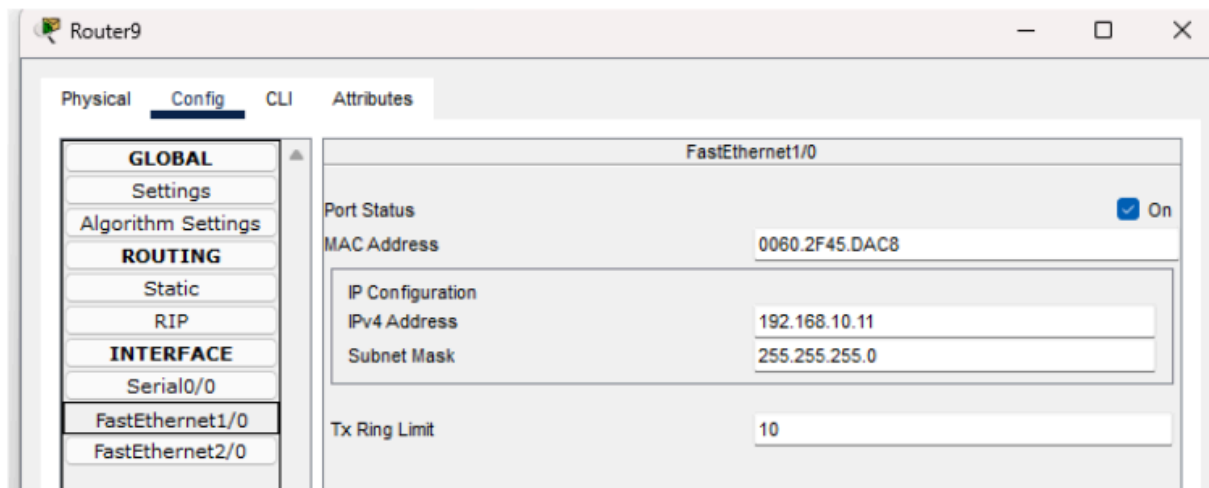 Router9
Physical Config CLI Attributes
GLOBAL
Settings
Algorithm Settings
ROUTING
Static
RIP
INTERFACE
Serial0/0
FastEthernet1/0
FastEthernet2/0
FastEthernet1/0
Port Status On
MAC Address 0060.2F45.DAC8
IP Configuration
IPv4 Address 192.168.10.11
Subnet Mask 255.255.255.0
Tx Ring Limit 10